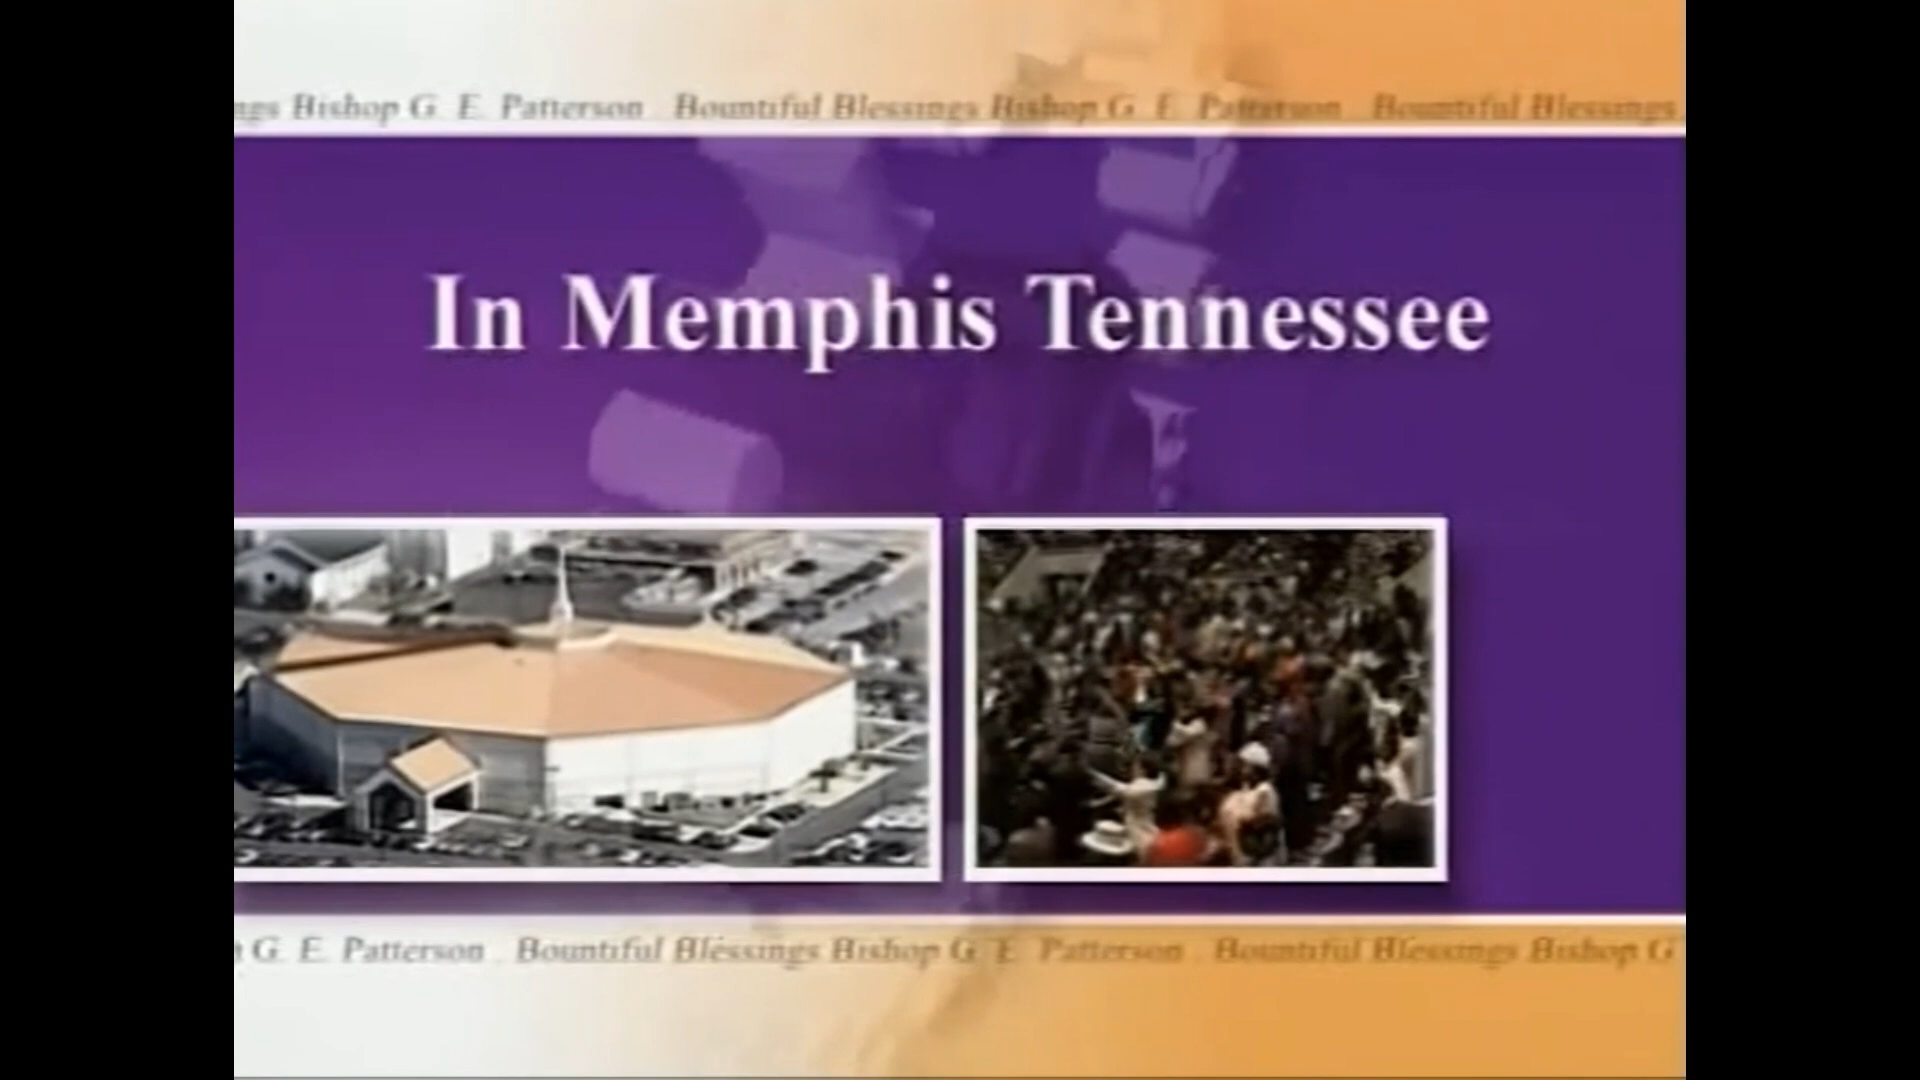 ngs Bishop G. E. Patterson . Bountiful Blessings Bishop G. E. Patterson . Bountiful Blessings
In Memphis Tennessee
G. E. Patterson . Bountiful Blessings Bishop G. E. Patterson . Bountiful Blessings Bishop G